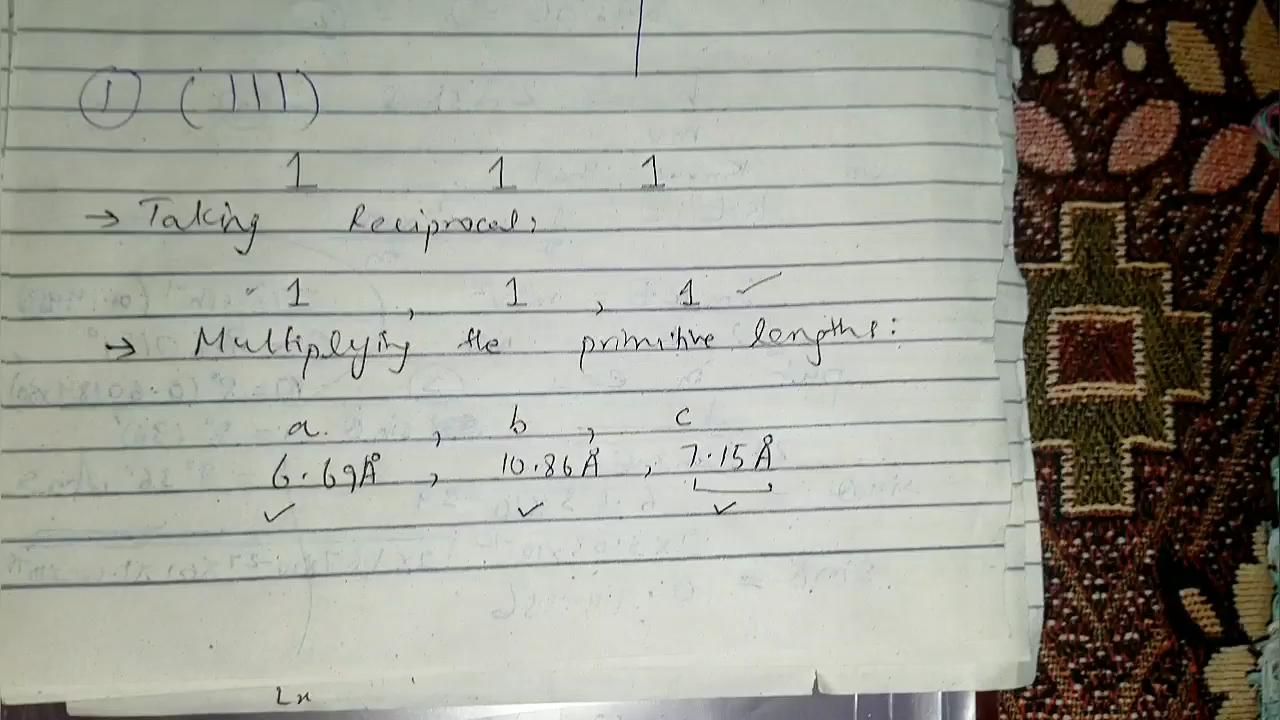 ① (111)
1 1 1
→ Taking Reciprocal,
1 , 1 , 1 ✓
→ Multiplying the primitive lengths:
a. , b , c
6.69Å , 10.86Å , 7.15Å
✓ ✓ ✓